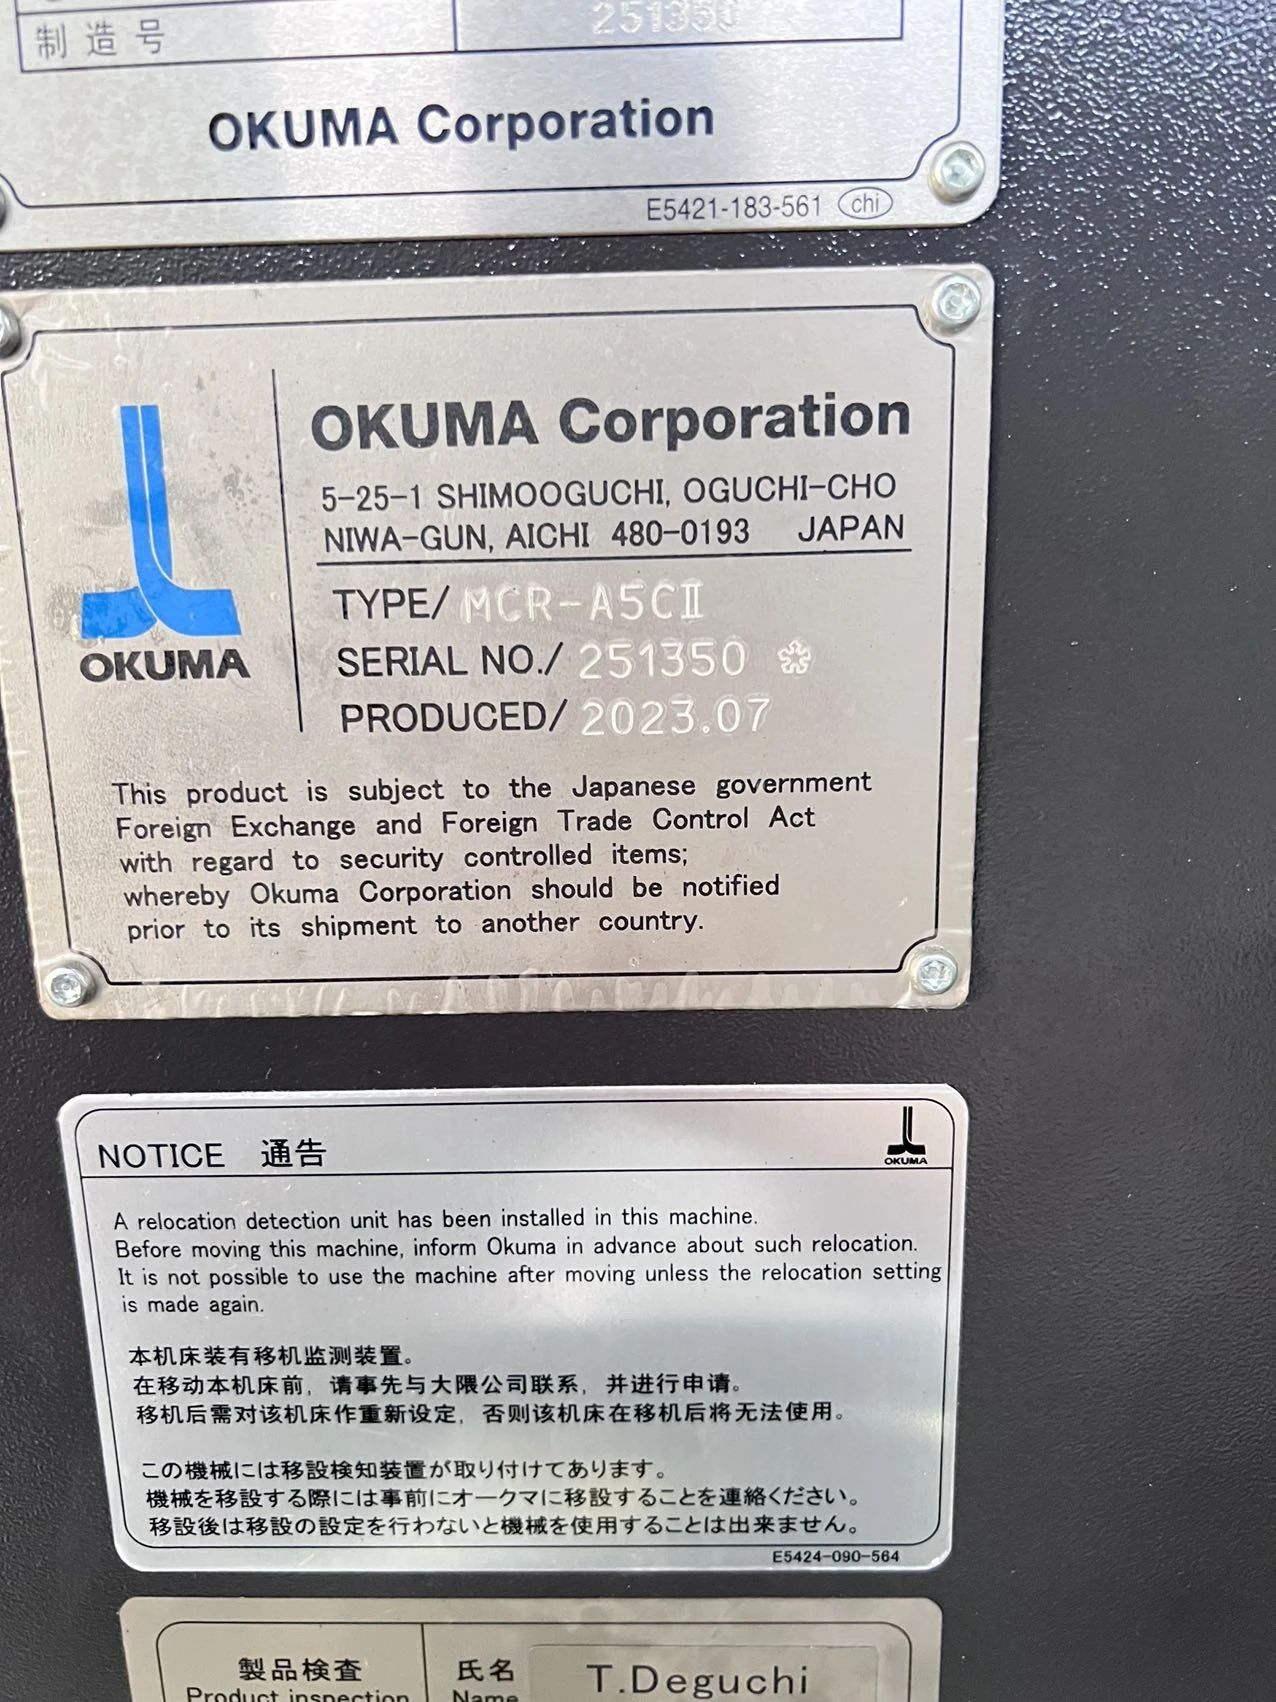 制造号 251350
OKUMA Corporation
E5421-183-561 chi
OKUMA
OKUMA Corporation
5-25-1 SHIMOOGUCHI, OGUCHI-CHO
NIWA-GUN, AICHI 480-0193 JAPAN
TYPE/ MCR-A5CⅡ
SERIAL NO./ 251350
PRODUCED/ 2023.07
This product is subject to the Japanese government
Foreign Exchange and Foreign Trade Control Act
with regard to security controlled items;
whereby Okuma Corporation should be notified
prior to its shipment to another country.
NOTICE 通告
OKUMA
A relocation detection unit has been installed in this machine.
Before moving this machine, inform Okuma in advance about such relocation.
It is not possible to use the machine after moving unless the relocation setting
is made again.
本机床装有移机监测装置。
在移动本机床前，请事先与大隈公司联系，并进行申请。
移机后需对该机床作重新设定，否则该机床在移机后将无法使用。
この機械には移設検知装置が取り付けてあります。
機械を移設する際には事前にオークマに移設することを連絡ください。
移設後は移設の設定を行わないと機械を使用することは出来ません。
E5424-090-564
製品検査 氏名 T.Deguchi
Product inspection Name